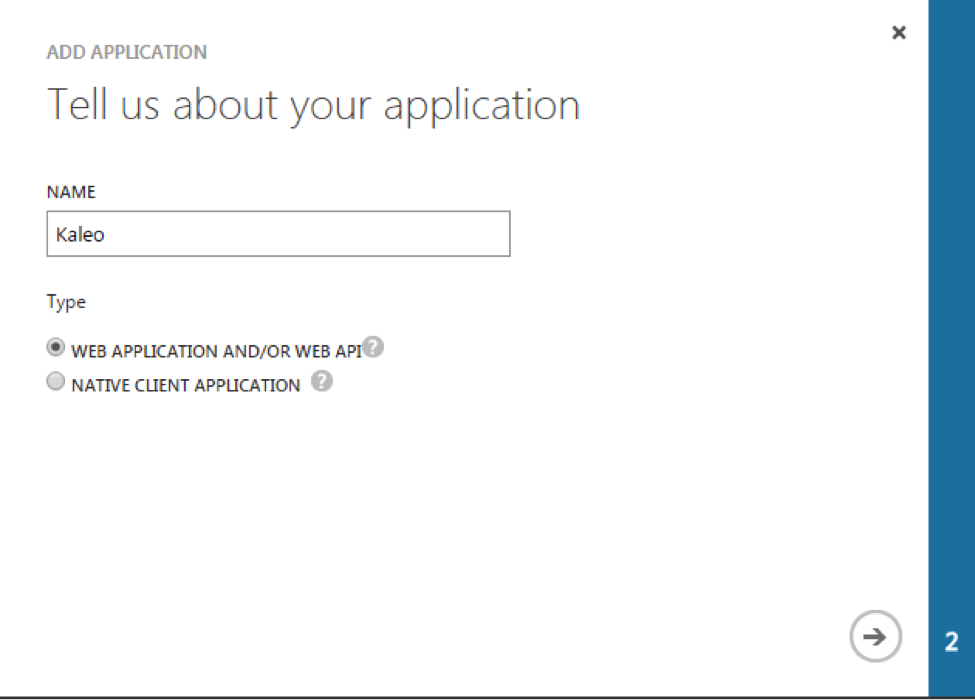 ADD APPLICATION
Tell us about your application
NAME
Kaleo
Type
WEB APPLICATION AND/OR WEB API ?
NATIVE CLIENT APPLICATION ?
2